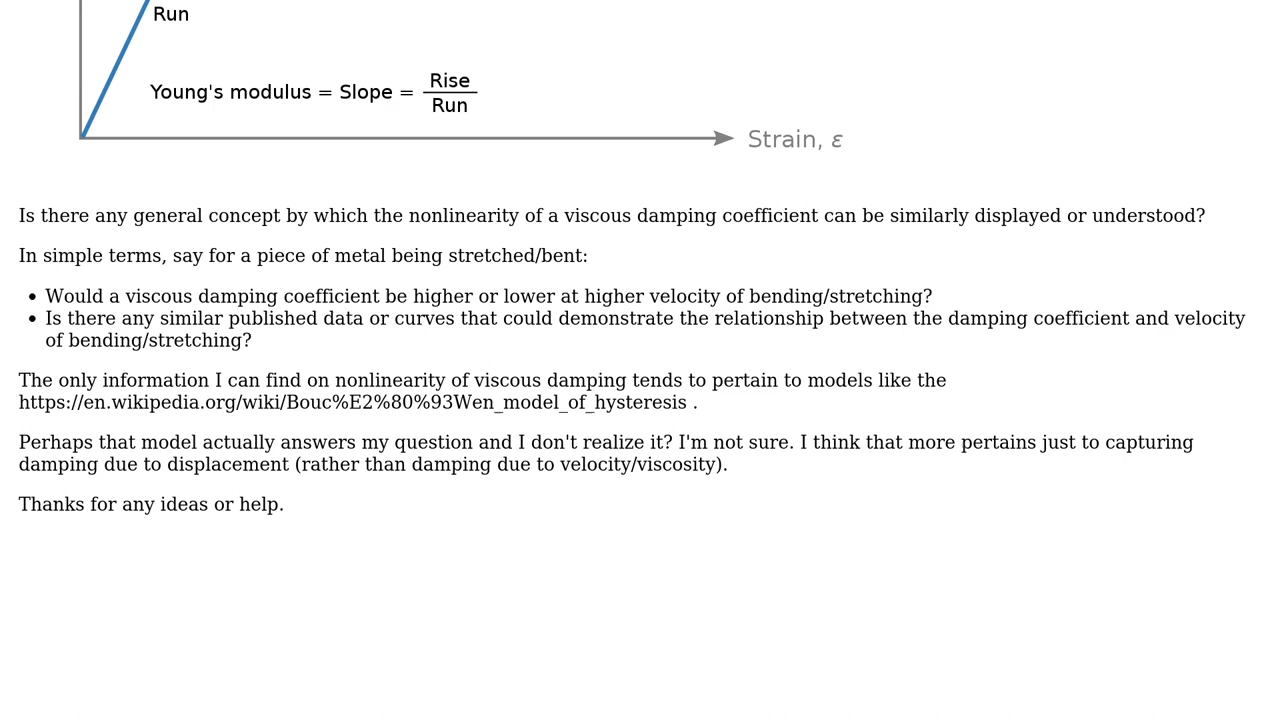 Run
Young's modulus = Slope = Rise
Run
Strain, ε
Is there any general concept by which the nonlinearity of a viscous damping coefficient can be similarly displayed or understood?
In simple terms, say for a piece of metal being stretched/bent:
• Would a viscous damping coefficient be higher or lower at higher velocity of bending/stretching?
• Is there any similar published data or curves that could demonstrate the relationship between the damping coefficient and velocity
of bending/stretching?
The only information I can find on nonlinearity of viscous damping tends to pertain to models like the
https://en.wikipedia.org/wiki/Bouc%E2%80%93Wen_model_of_hysteresis .
Perhaps that model actually answers my question and I don't realize it? I'm not sure. I think that more pertains just to capturing
damping due to displacement (rather than damping due to velocity/viscosity).
Thanks for any ideas or help.